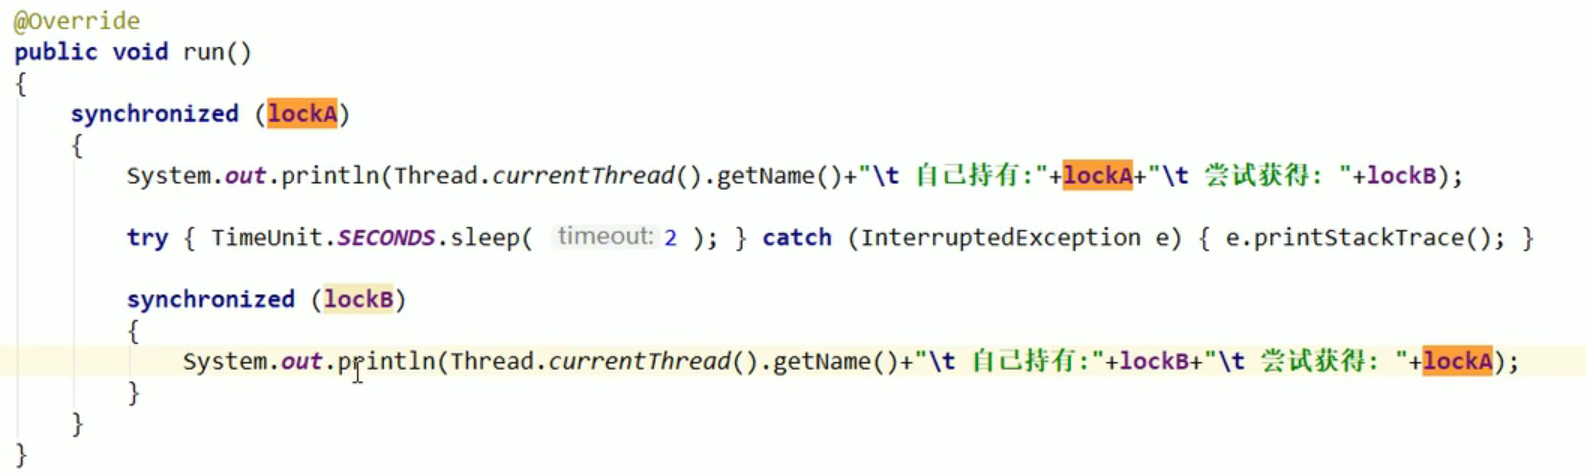 @Override
public void run()
{
    synchronized (lockA)
    {
        System.out.println(Thread.currentThread().getName()+"\t 自己持有:"+lockA+"\t 尝试获得: "+lockB);
        try { TimeUnit.SECONDS.sleep( timeout: 2 ); } catch (InterruptedException e) { e.printStackTrace(); }
        synchronized (lockB)
        {
            System.out.println(Thread.currentThread().getName()+"\t 自己持有:"+lockB+"\t 尝试获得: "+lockA);
        }
    }
}